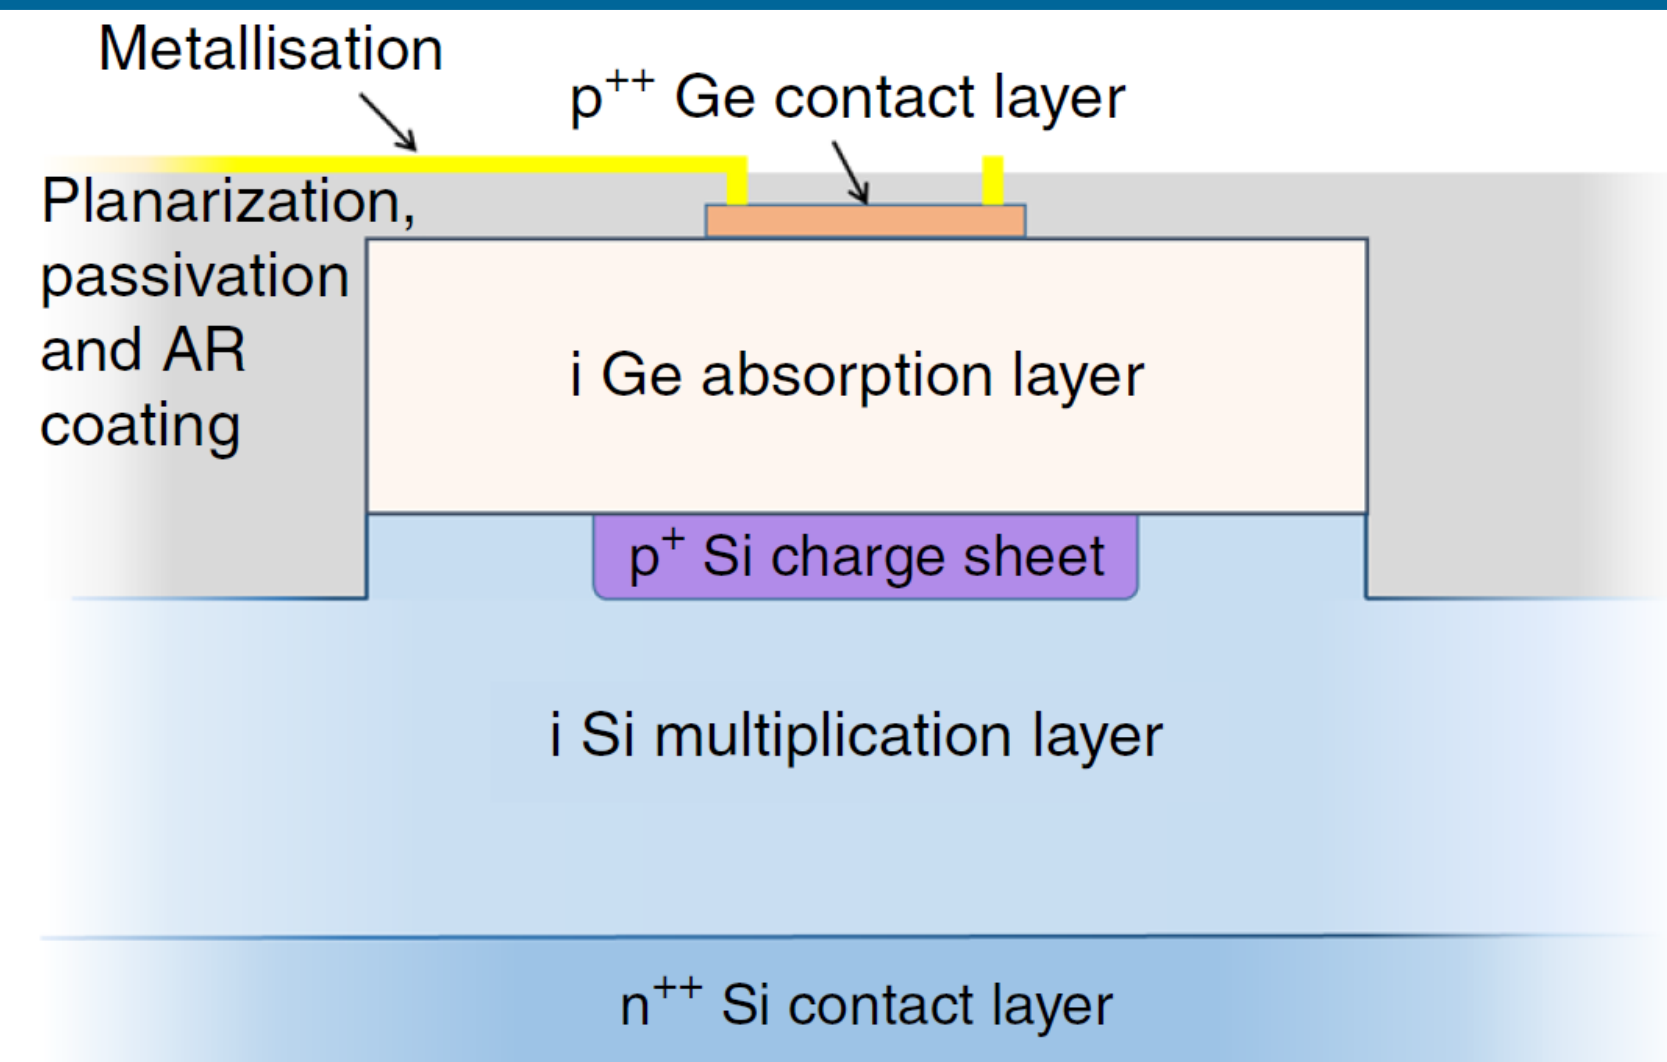 Metallisation
p⁺⁺ Ge contact layer
Planarization,
passivation
and AR
coating
i Ge absorption layer
p⁺ Si charge sheet
i Si multiplication layer
n⁺⁺ Si contact layer